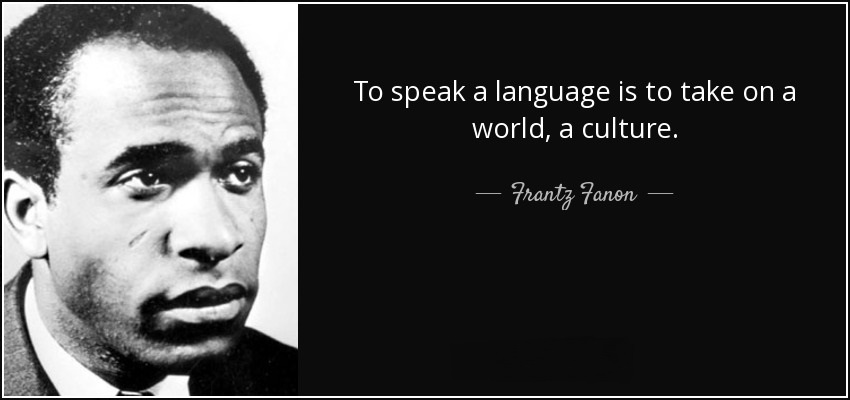 To speak a language is to take on a
world, a culture.
Frantz Fanon